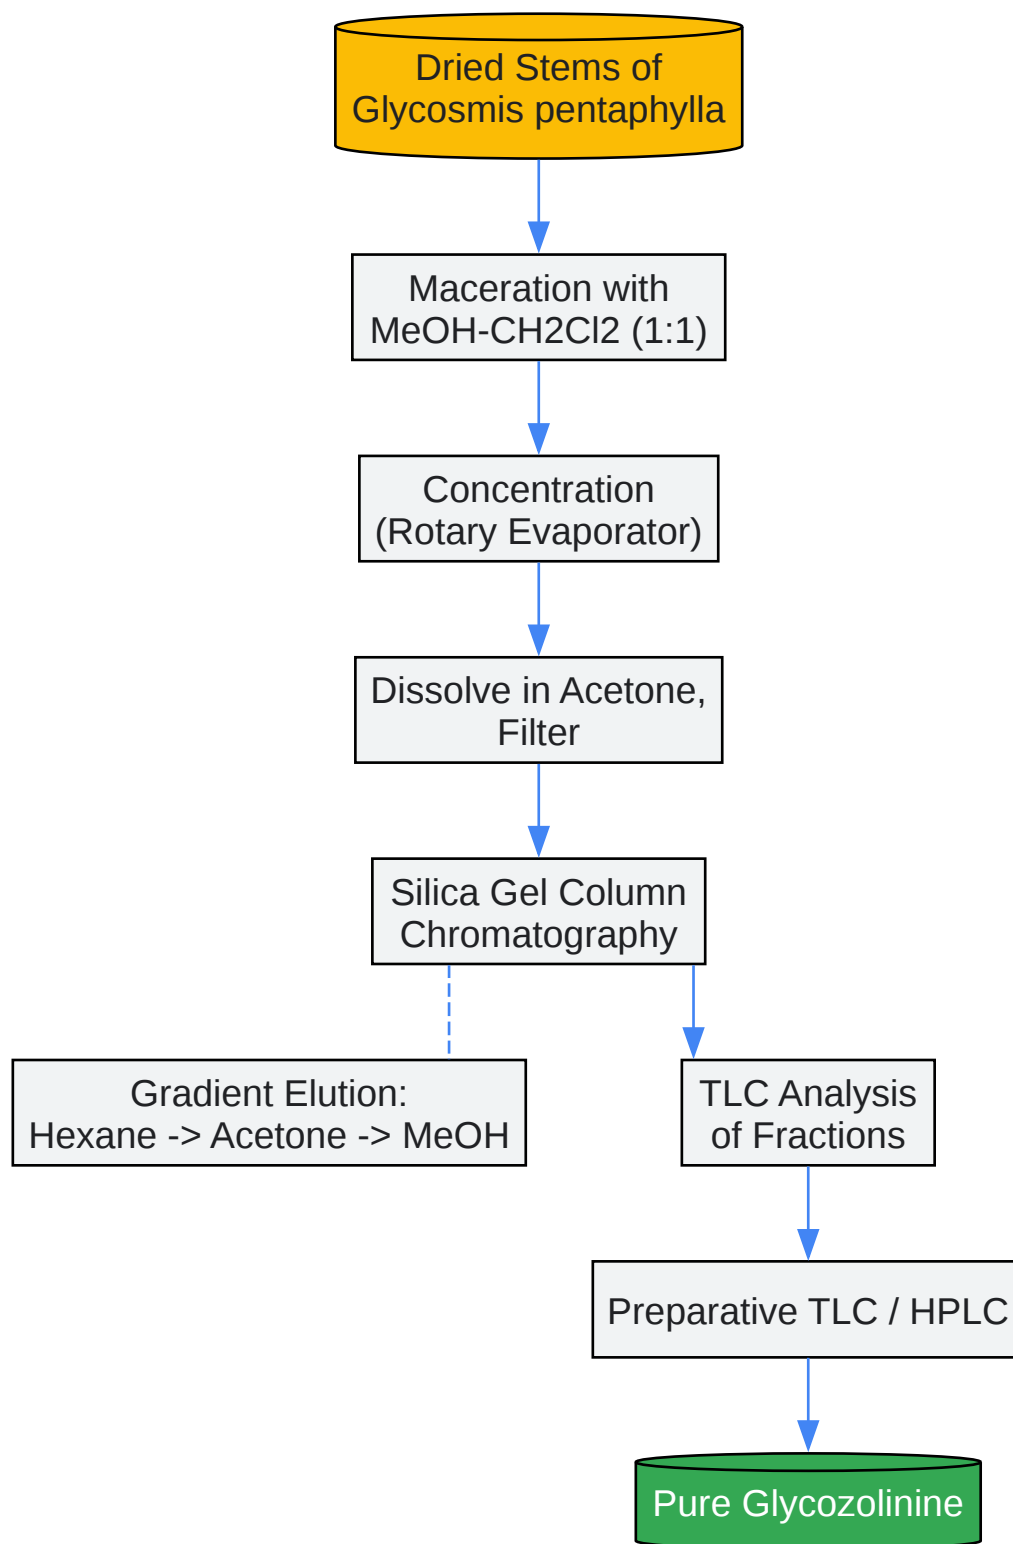 Dried Stems of
Glycosmis pentaphylla
Maceration with
MeOH-CH2Cl2 (1:1)
Concentration
(Rotary Evaporator)
Dissolve in Acetone,
Filter
Silica Gel Column
Chromatography
Gradient Elution:
Hexane -> Acetone -> MeOH
TLC Analysis
of Fractions
Preparative TLC / HPLC
Pure Glycozolinine